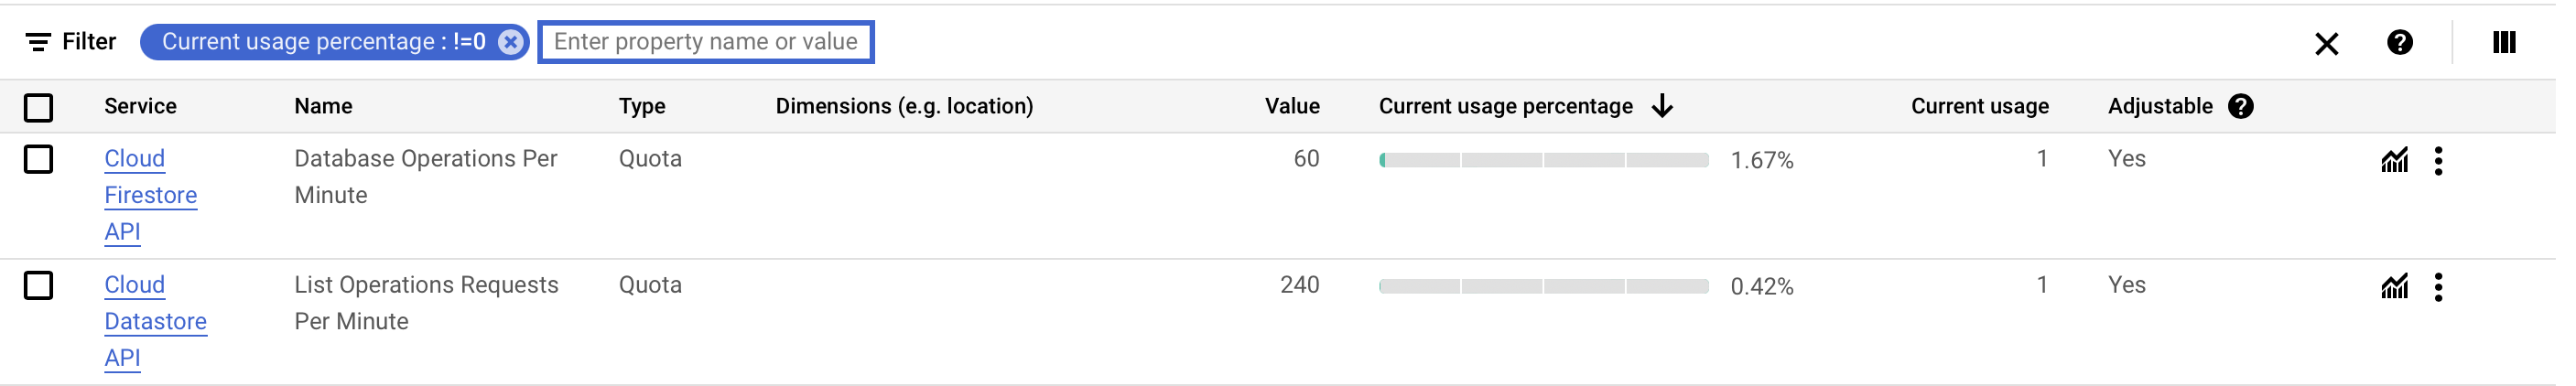 Filter Current usage percentage : !=0 Enter property name or value
Service Name Type Dimensions (e.g. location) Value Current usage percentage Current usage Adjustable
Cloud Database Operations Per Quota 60 1.67% 1 Yes
Firestore Minute
API
Cloud List Operations Requests Quota 240 0.42% 1 Yes
Datastore Per Minute
API